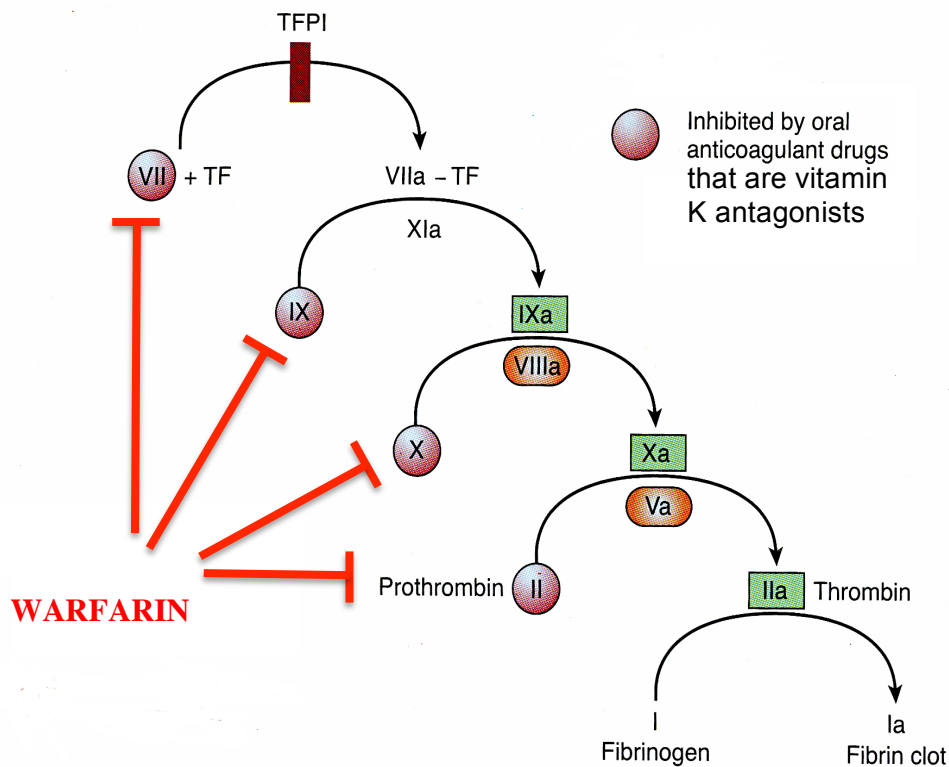 TFPI
VII + TF
VIIa – TF
XIa
Inhibited by oral
anticoagulant drugs
that are vitamin
K antagonists
IX
IXa
VIIIa
X
Xa
Va
WARFARIN
Prothrombin II
IIa Thrombin
I
Fibrinogen
Ia
Fibrin clot